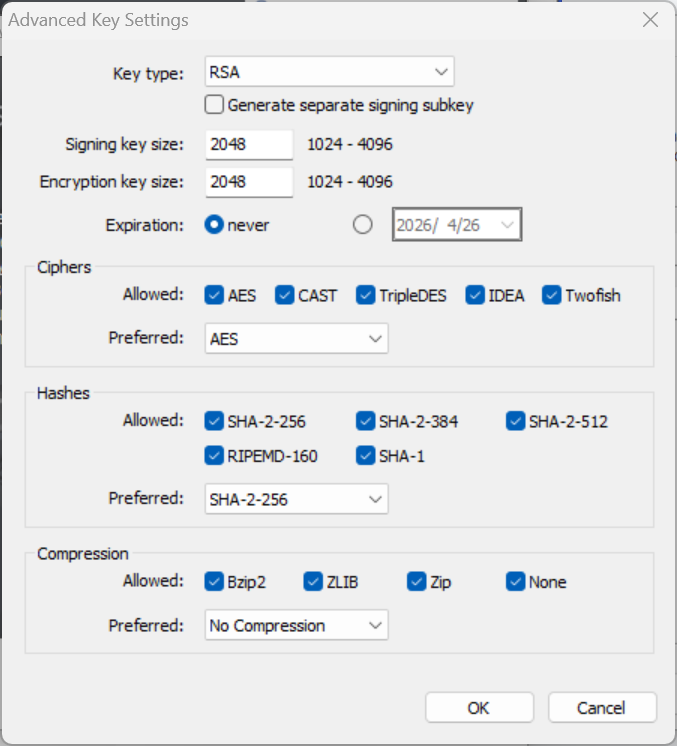 Advanced Key Settings
Key type: RSA
Generate separate signing subkey
Signing key size: 2048 1024 - 4096
Encryption key size: 2048 1024 - 4096
Expiration: never 2026/ 4/26
Ciphers
Allowed: AES CAST TripleDES IDEA Twofish
Preferred: AES
Hashes
Allowed: SHA-2-256 SHA-2-384 SHA-2-512
RIPEMD-160 SHA-1
Preferred: SHA-2-256
Compression
Allowed: Bzip2 ZLIB Zip None
Preferred: No Compression
OK Cancel